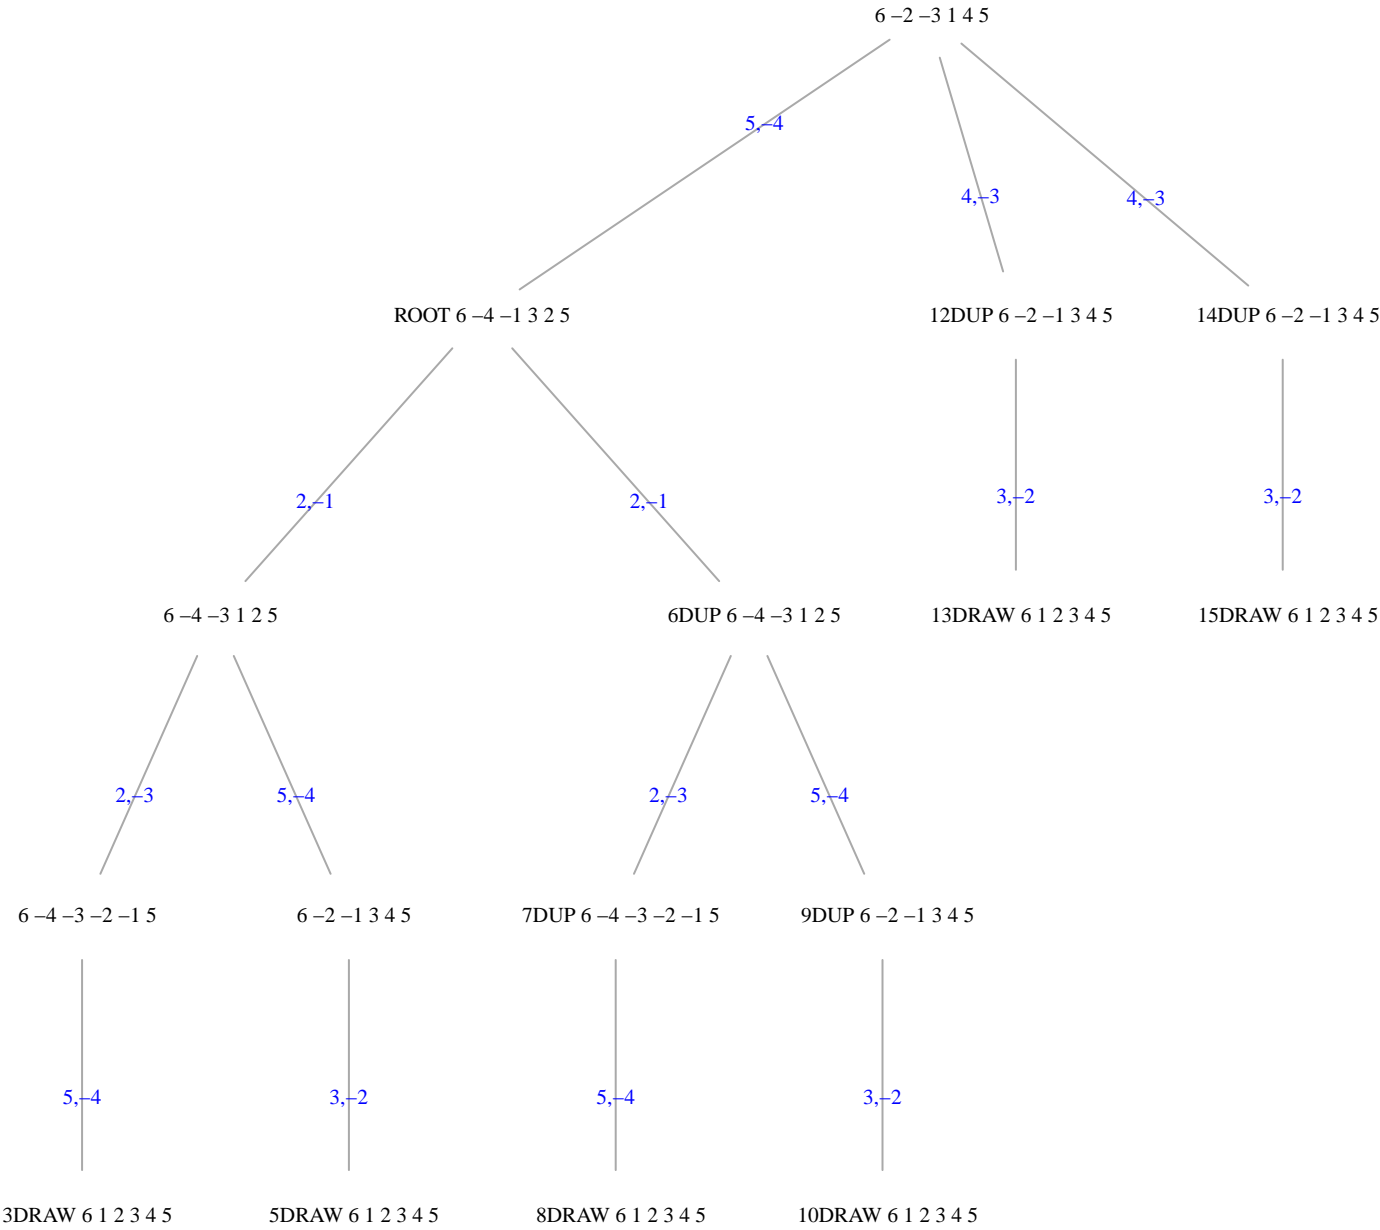 6 –2 –3 1 4 5
5,–4
4,–3
4,–3
ROOT 6 –4 –1 3 2 5
12DUP 6 –2 –1 3 4 5
14DUP 6 –2 –1 3 4 5
2,–1
2,–1
3,–2
3,–2
6 –4 –3 1 2 5
6DUP 6 –4 –3 1 2 5
13DRAW 6 1 2 3 4 5
15DRAW 6 1 2 3 4 5
2,–3
5,–4
2,–3
5,–4
6 –4 –3 –2 –1 5
6 –2 –1 3 4 5
7DUP 6 –4 –3 –2 –1 5
9DUP 6 –2 –1 3 4 5
5,–4
3,–2
5,–4
3,–2
3DRAW 6 1 2 3 4 5
5DRAW 6 1 2 3 4 5
8DRAW 6 1 2 3 4 5
10DRAW 6 1 2 3 4 5